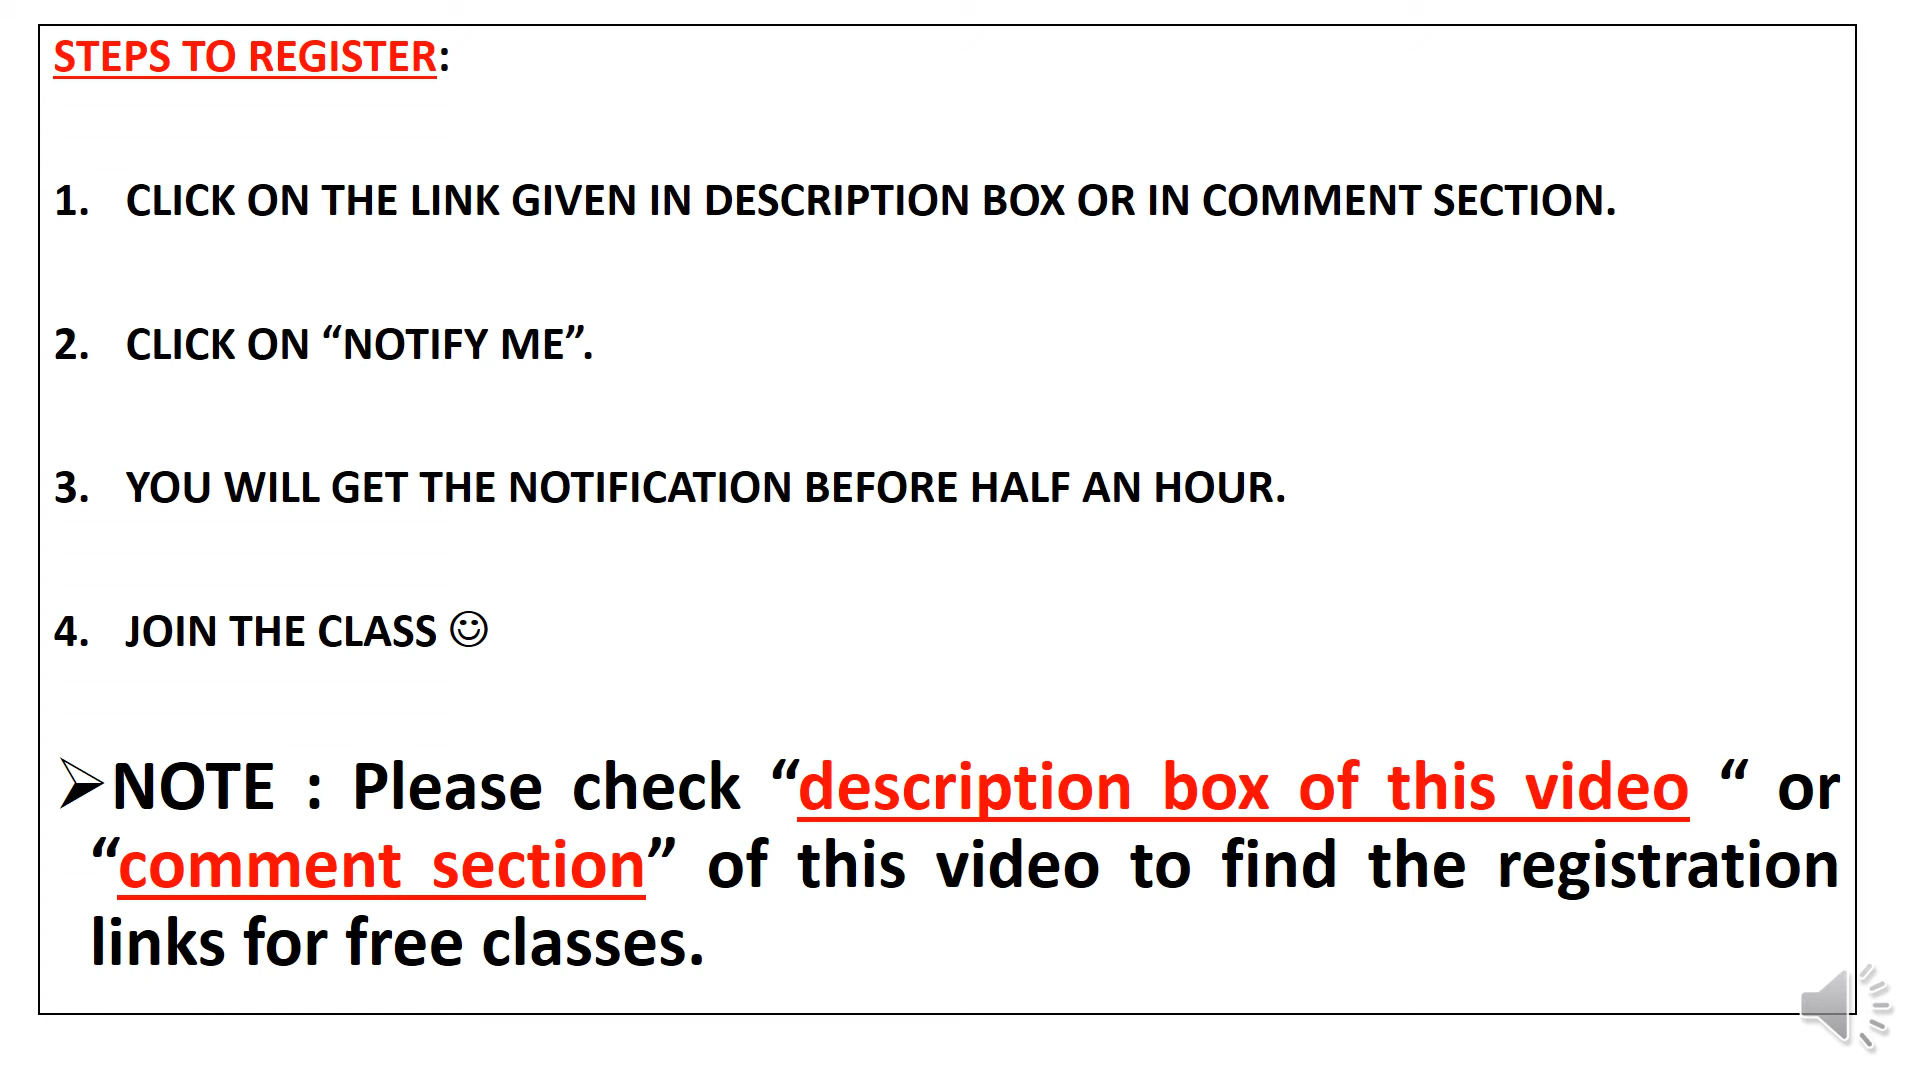 STEPS TO REGISTER:
1. CLICK ON THE LINK GIVEN IN DESCRIPTION BOX OR IN COMMENT SECTION.
2. CLICK ON “NOTIFY ME”.
3. YOU WILL GET THE NOTIFICATION BEFORE HALF AN HOUR.
4. JOIN THE CLASS ☺
➢NOTE : Please check “description box of this video “ or
“comment section” of this video to find the registration
links for free classes.